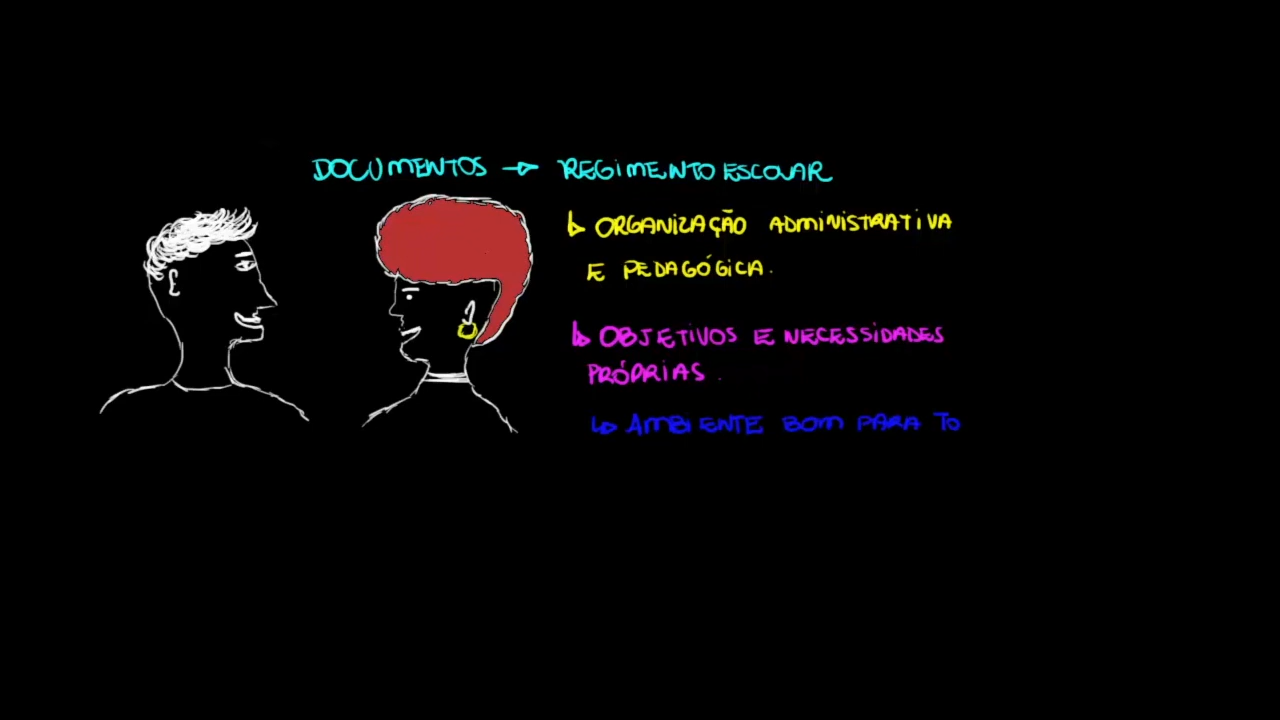 DOCUMENTOS → REGIMENTO ESCOLAR
↳ ORGANIZAÇÃO ADMINISTRATIVA
E PEDAGÓGICA.
↳ OBJETIVOS E NECESSIDADES
PRÓPRIAS.
↳ AMBIENTE BOM PARA TO